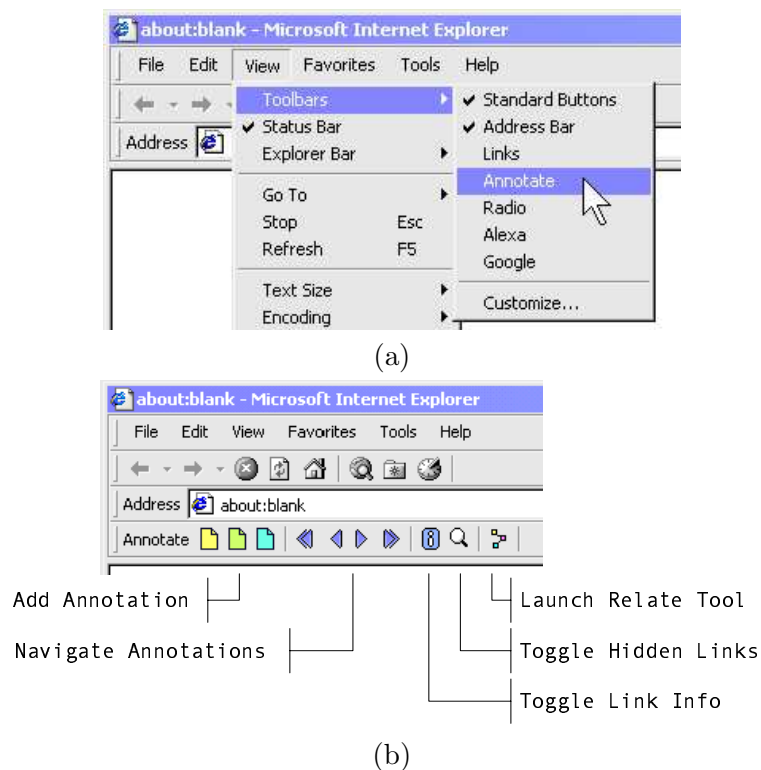 about:blank - Microsoft Internet Explorer
File Edit View Favorites Tools Help
Toolbars
Standard Buttons
Status Bar
Address Bar
Address
Explorer Bar
Links
Annotate
Go To
Radio
Stop Esc
Alexa
Refresh F5
Google
Text Size
Customize...
Encoding
(a)
about:blank - Microsoft Internet Explorer
File Edit View Favorites Tools Help
Address about:blank
Annotate
Add Annotation
Launch Relate Tool
Navigate Annotations
Toggle Hidden Links
Toggle Link Info
(b)